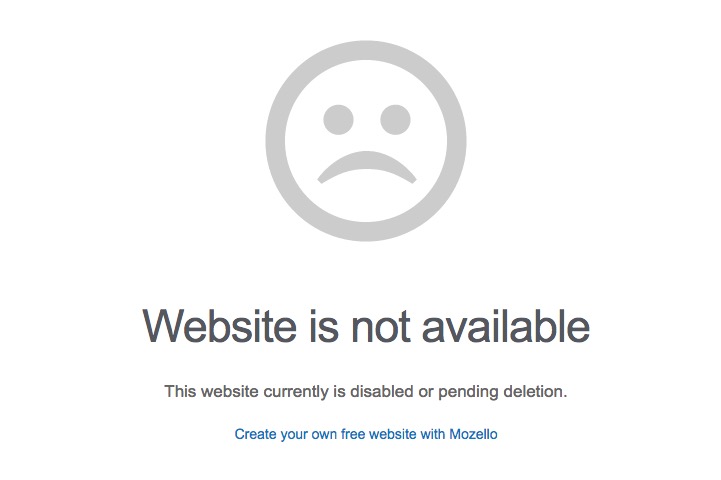 Website is not available
This website currently is disabled or pending deletion.
Create your own free website with Mozello